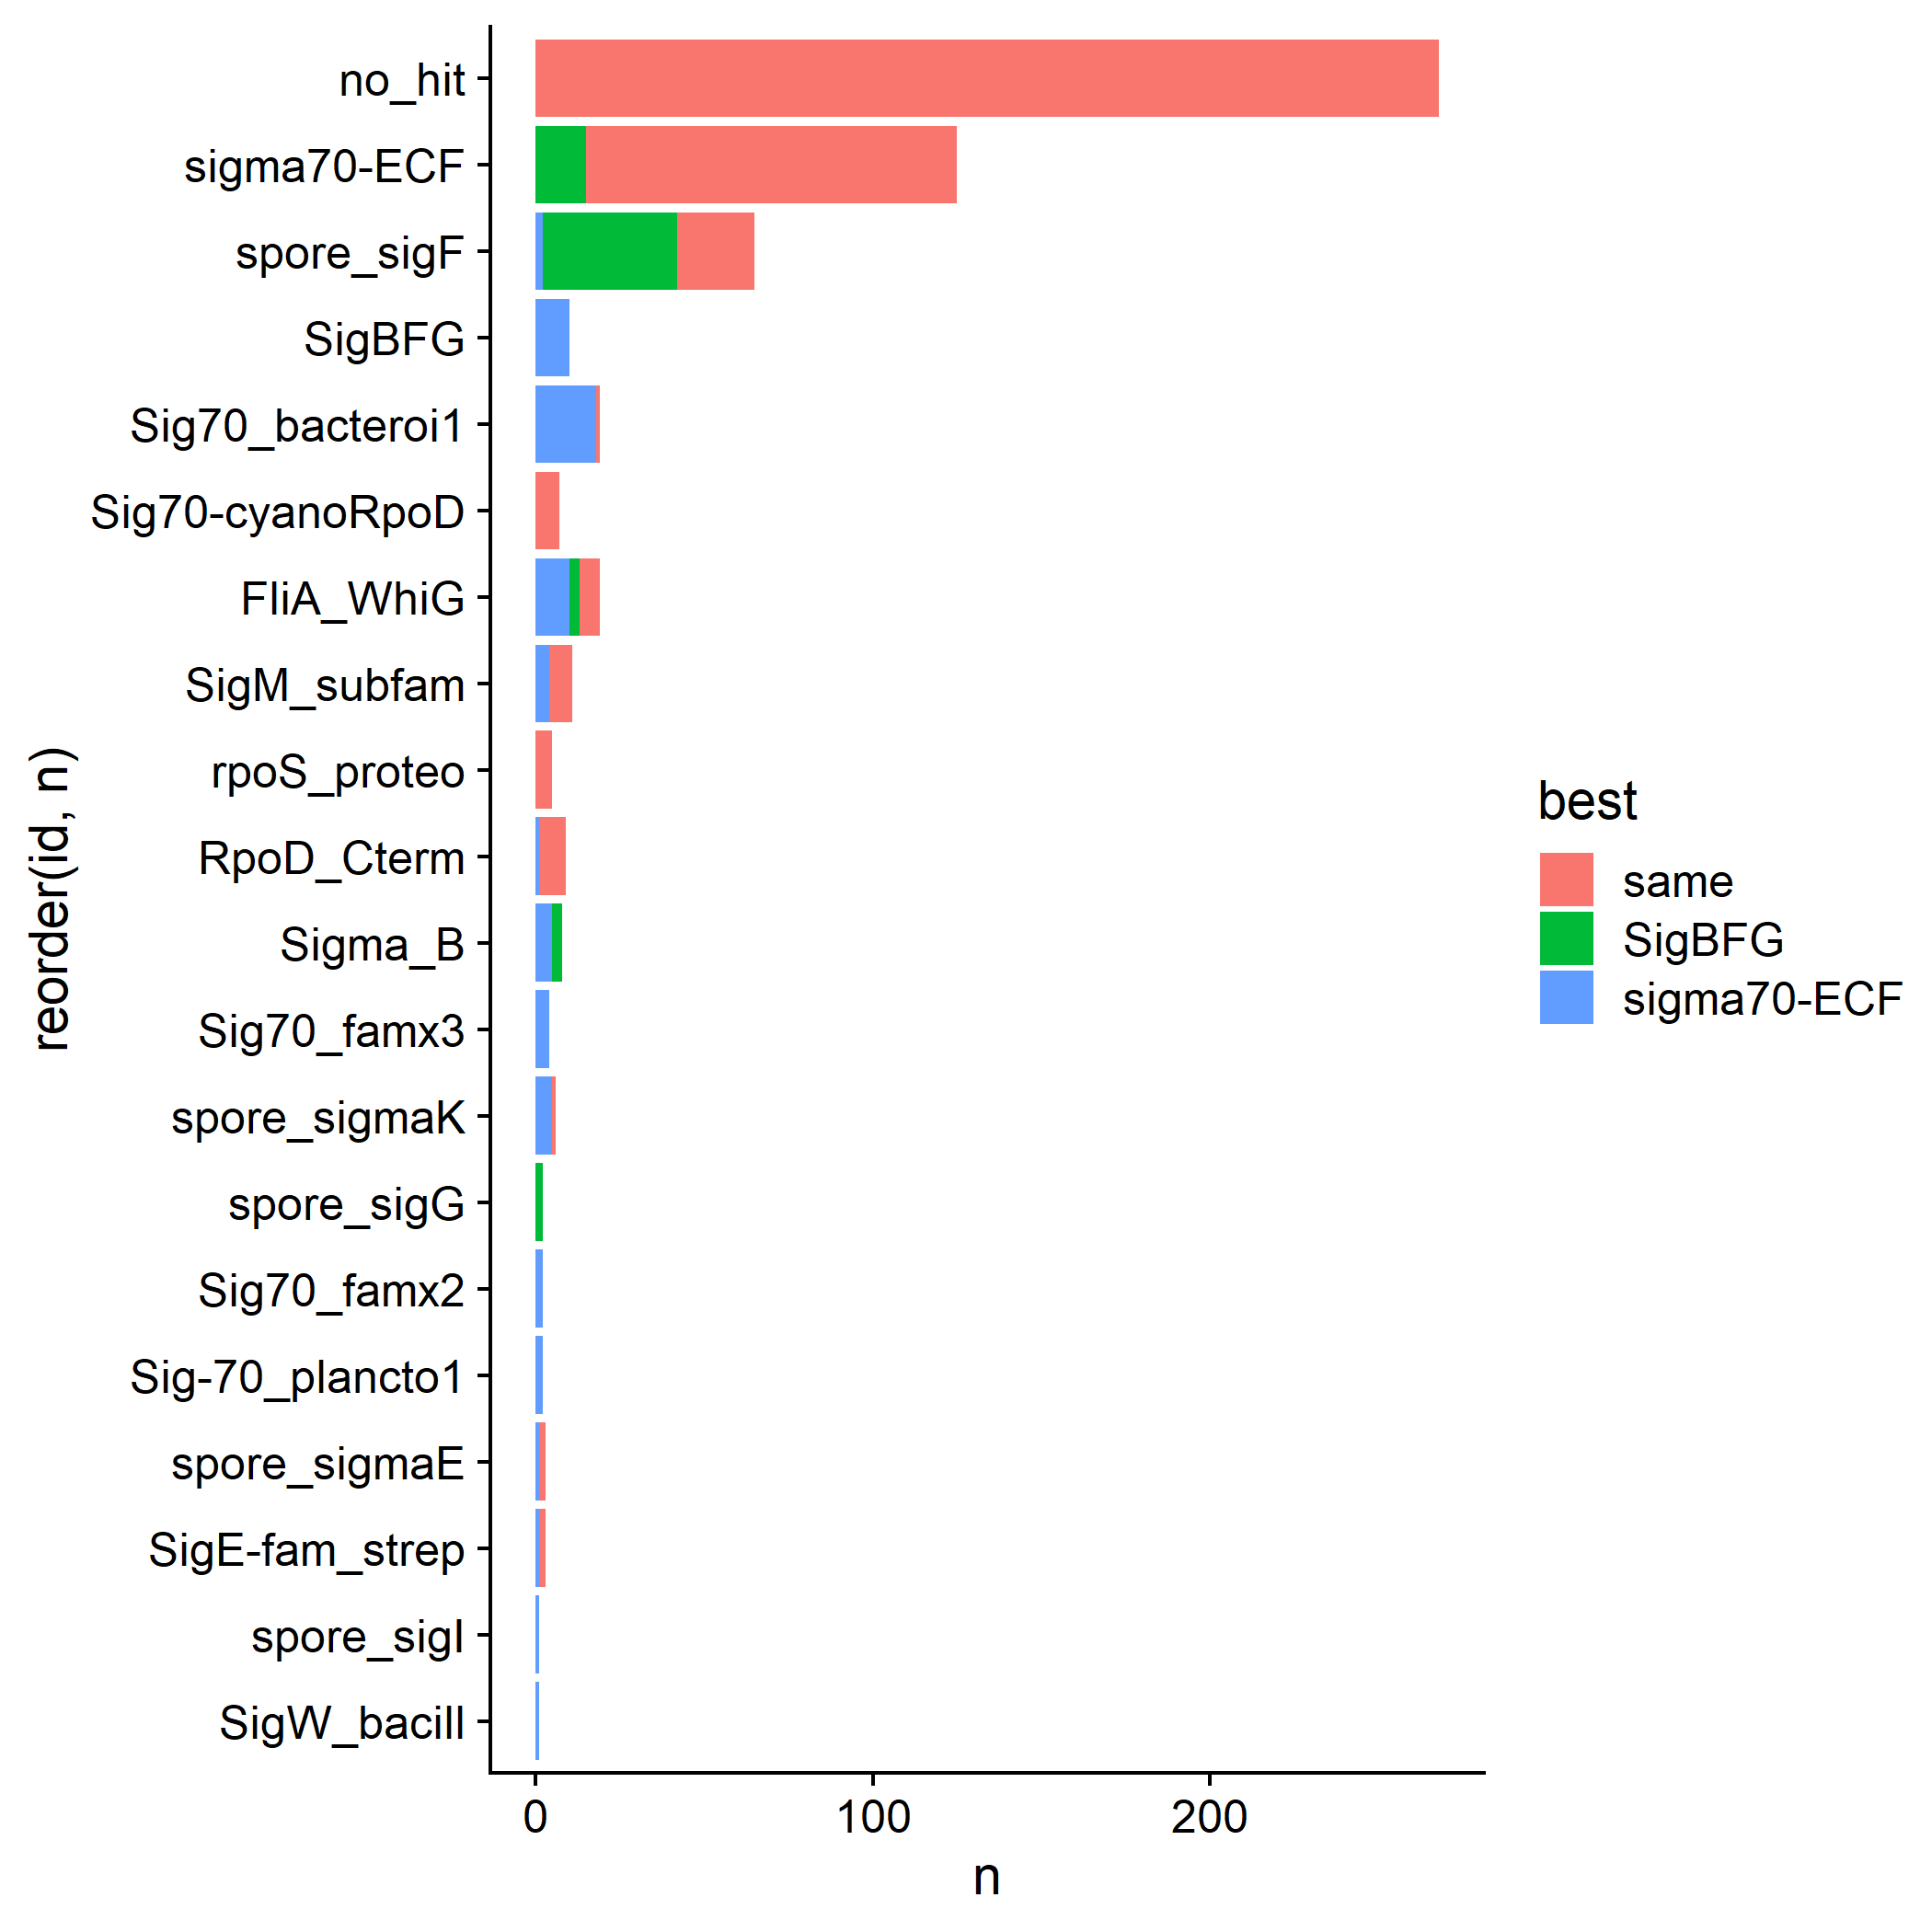 no_hit
sigma70-ECF
spore_sigF
SigBFG
Sig70_bacteroi1
Sig70-cyanoRpoD
FliA_WhiG
SigM_subfam
rpoS_proteo
RpoD_Cterm
Sigma_B
Sig70_famx3
spore_sigmaK
spore_sigG
Sig70_famx2
Sig-70_plancto1
spore_sigmaE
SigE-fam_strep
spore_sigI
SigW_bacill
reorder(id, n)
0 100 200
n
best
same
SigBFG
sigma70-ECF